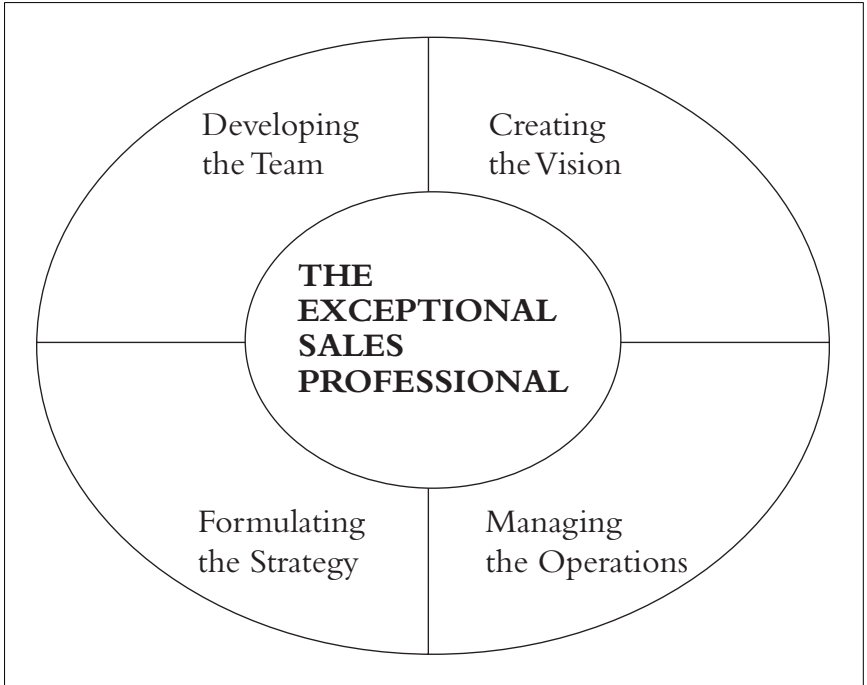 Developing
the Team
Creating
the Vision
THE
EXCEPTIONAL
SALES
PROFESSIONAL
Formulating
the Strategy
Managing
the Operations